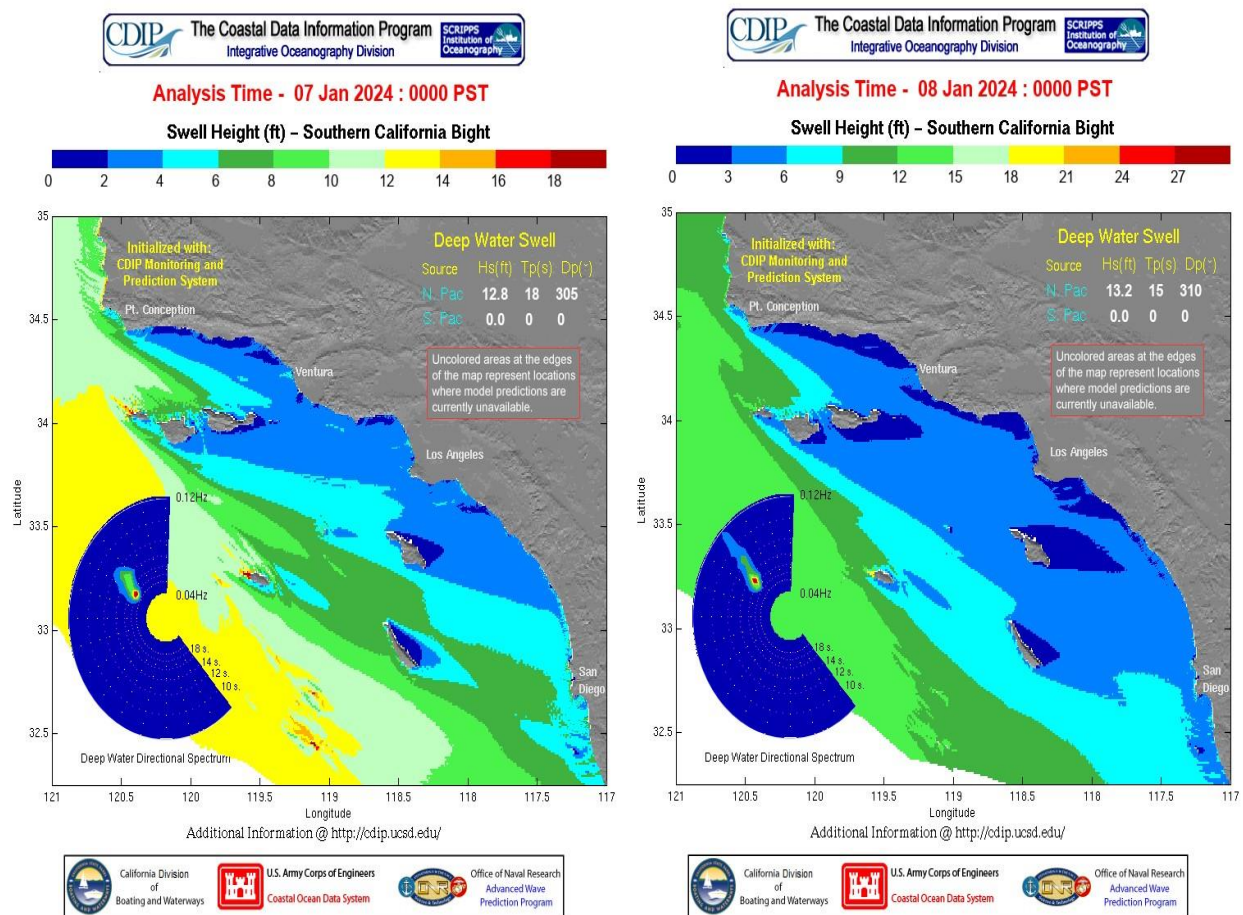 CDIP
The Coastal Data Information Program
Integrative Oceanography Division
SCRIPPS
Institution of
Oceanography
Analysis Time - 07 Jan 2024 : 0000 PST
Swell Height (ft) – Southern California Bight
0 2 4 6 8 10 12 14 16 18
35
34.5
34
33.5
33
32.5
Latitude
Initialized with:
CDIP Monitoring and
Prediction System
Pt. Conception
Deep Water Swell
Source Hs(ft) Tp(s) Dp(°)
N. Pac 12.8 18 305
S. Pac 0.0 0 0
Uncolored areas at the edges
of the map represent locations
where model predictions are
currently unavailable.
Ventura
Los Angeles
San
Diego
0.12Hz
0.04Hz
18 s.
14 s.
12 s.
10 s.
Deep Water Directional Spectrum
121 120.5 120 119.5 119 118.5 118 117.5 117
Longitude
Additional Information @ http://cdip.ucsd.edu/
California Division
of
Boating and Waterways
U.S. Army Corps of Engineers
Coastal Ocean Data System
ONR
Office of Naval Research
Advanced Wave
Prediction Program
CDIP
The Coastal Data Information Program
Integrative Oceanography Division
SCRIPPS
Institution of
Oceanography
Analysis Time - 08 Jan 2024 : 0000 PST
Swell Height (ft) – Southern California Bight
0 3 6 9 12 15 18 21 24 27
35
34.5
34
33.5
33
32.5
Latitude
Initialized with:
CDIP Monitoring and
Prediction System
Pt. Conception
Deep Water Swell
Source Hs(ft) Tp(s) Dp(°)
N. Pac 13.2 15 310
S. Pac 0.0 0 0
Uncolored areas at the edges
of the map represent locations
where model predictions are
currently unavailable.
Ventura
Los Angeles
San
Diego
0.12Hz
0.04Hz
18 s.
14 s.
12 s.
10 s.
Deep Water Directional Spectrum
121 120.5 120 119.5 119 118.5 118 117.5 117
Longitude
Additional Information @ http://cdip.ucsd.edu/
California Division
of
Boating and Waterways
U.S. Army Corps of Engineers
Coastal Ocean Data System
ONR
Office of Naval Research
Advanced Wave
Prediction Program